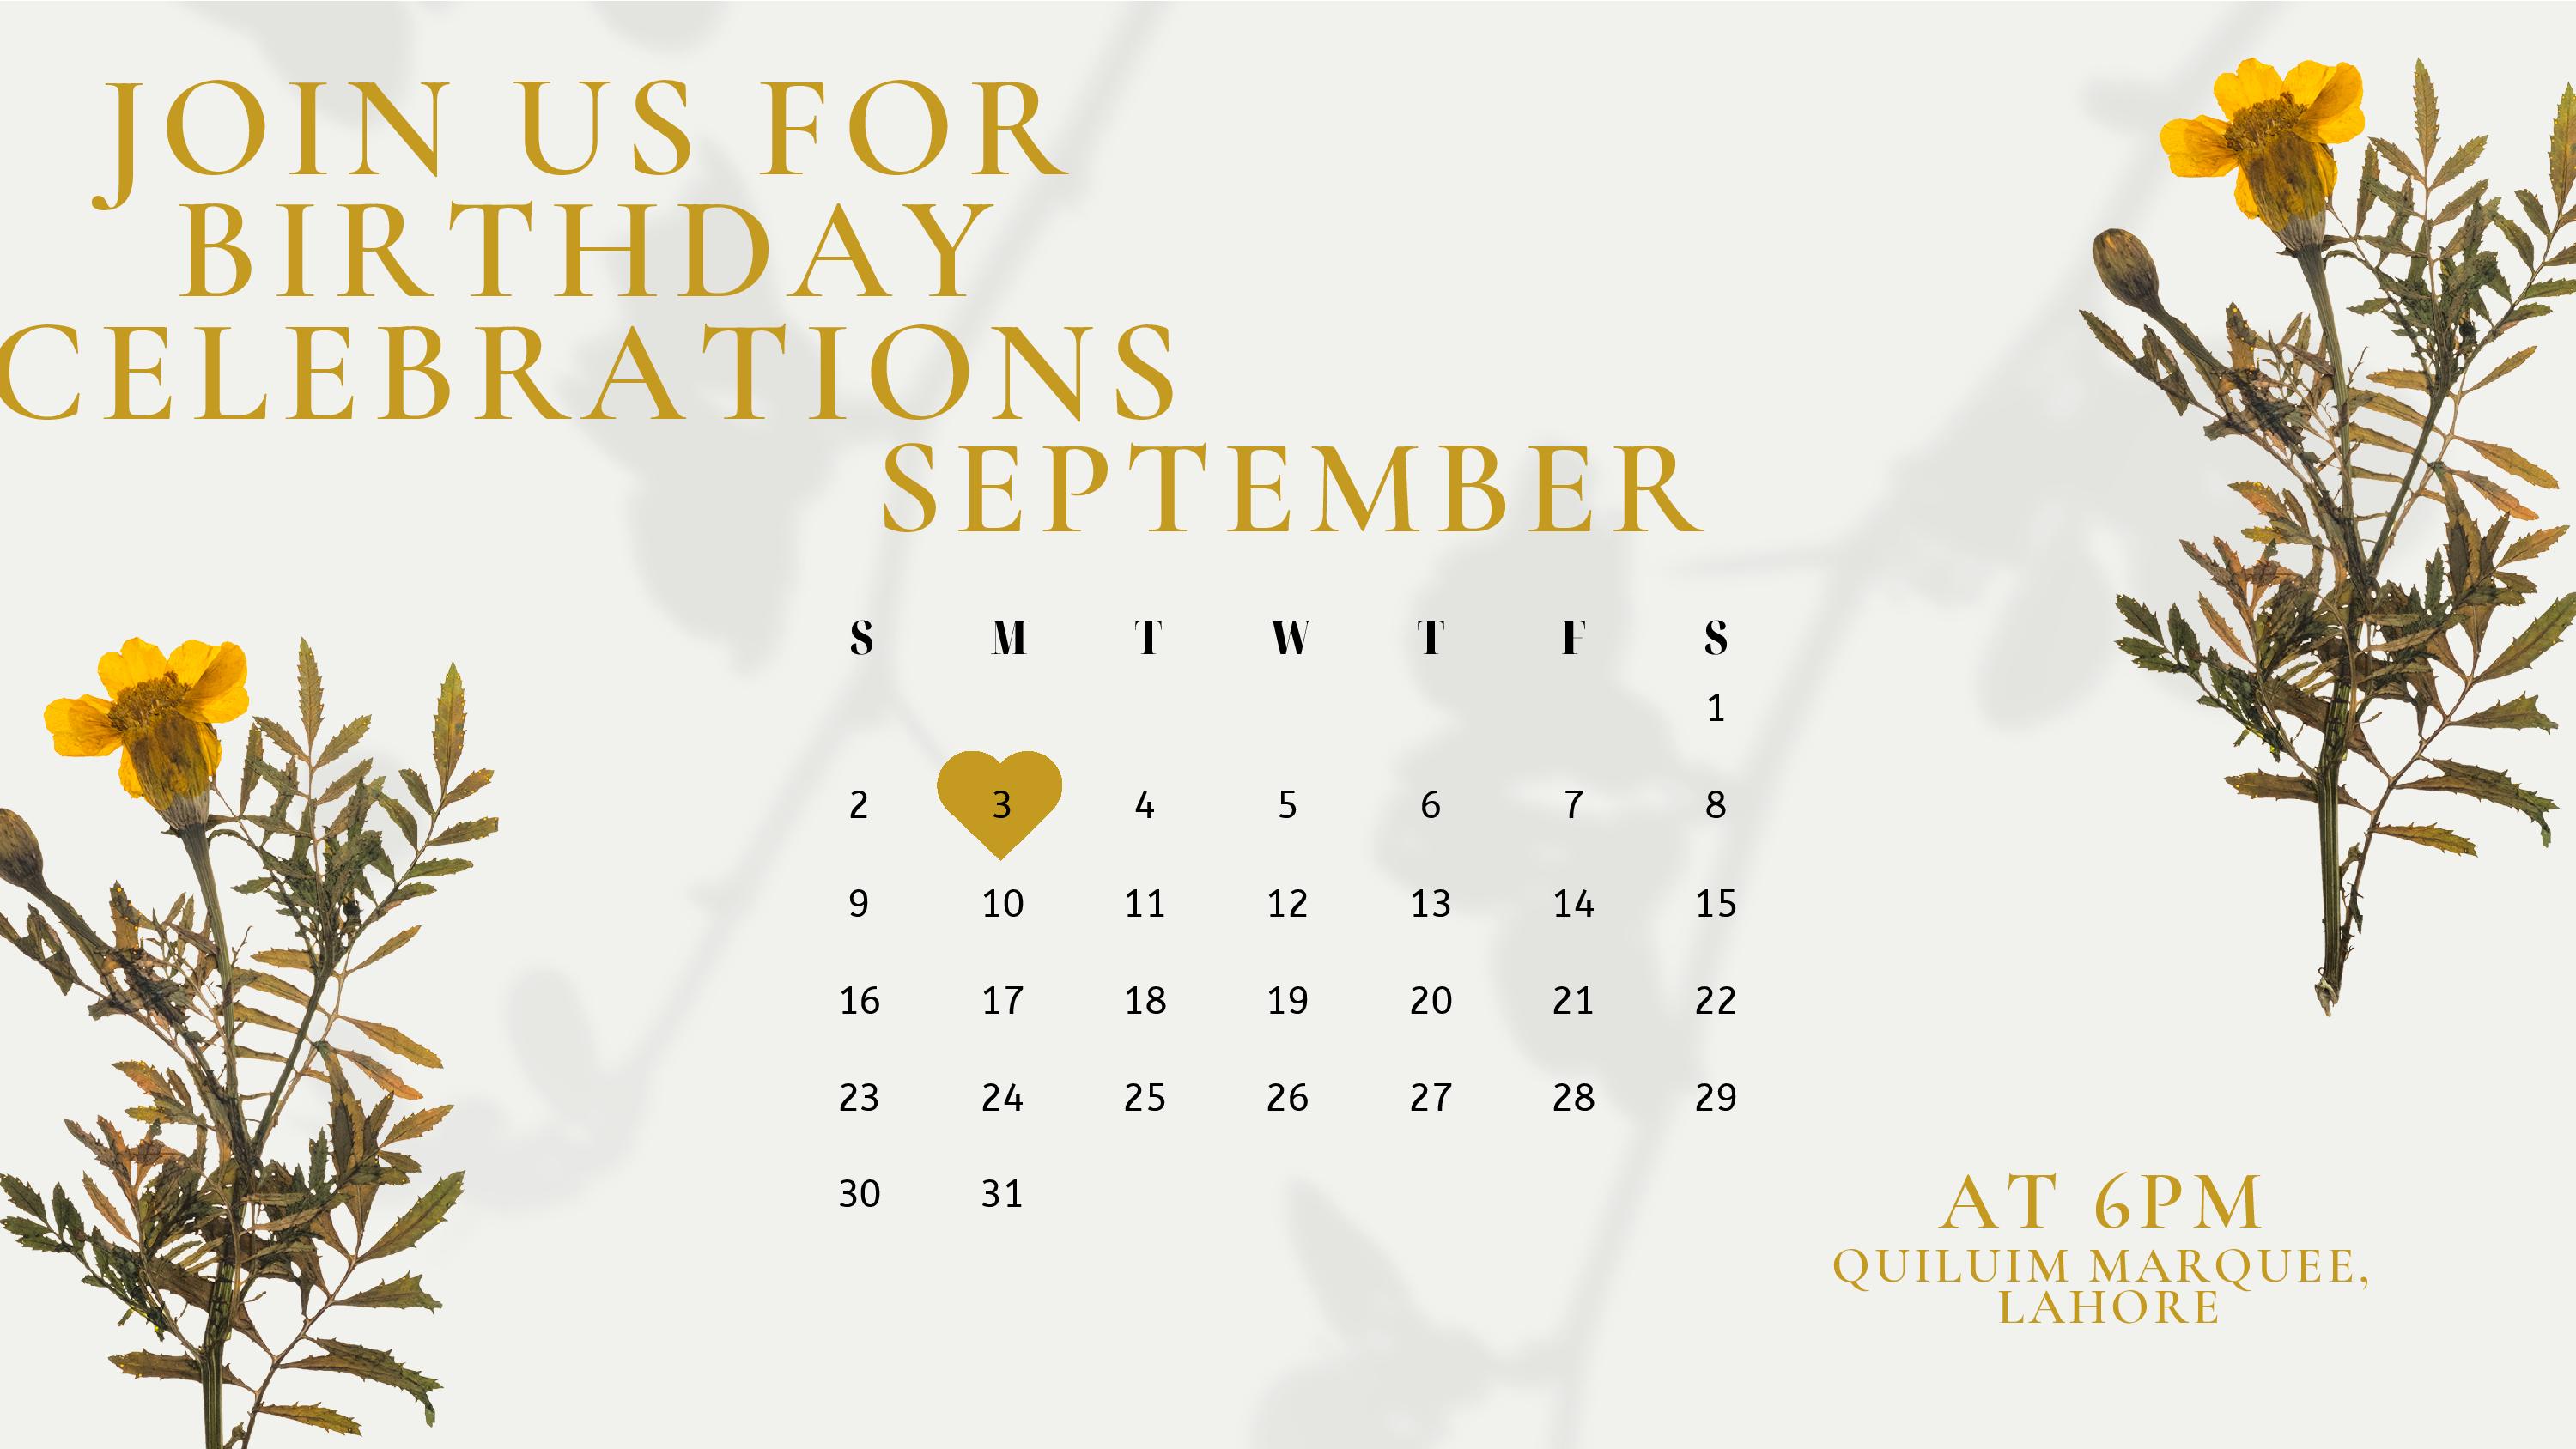 JOIN US FOR
BIRTHDAY
CELEBRATIONS
SEPTEMBER
S M T W T F S
1
2 3 4 5 6 7 8
9 10 11 12 13 14 15
16 17 18 19 20 21 22
23 24 25 26 27 28 29
30 31
AT 6PM
QUILUIM MARQUEE,
LAHORE